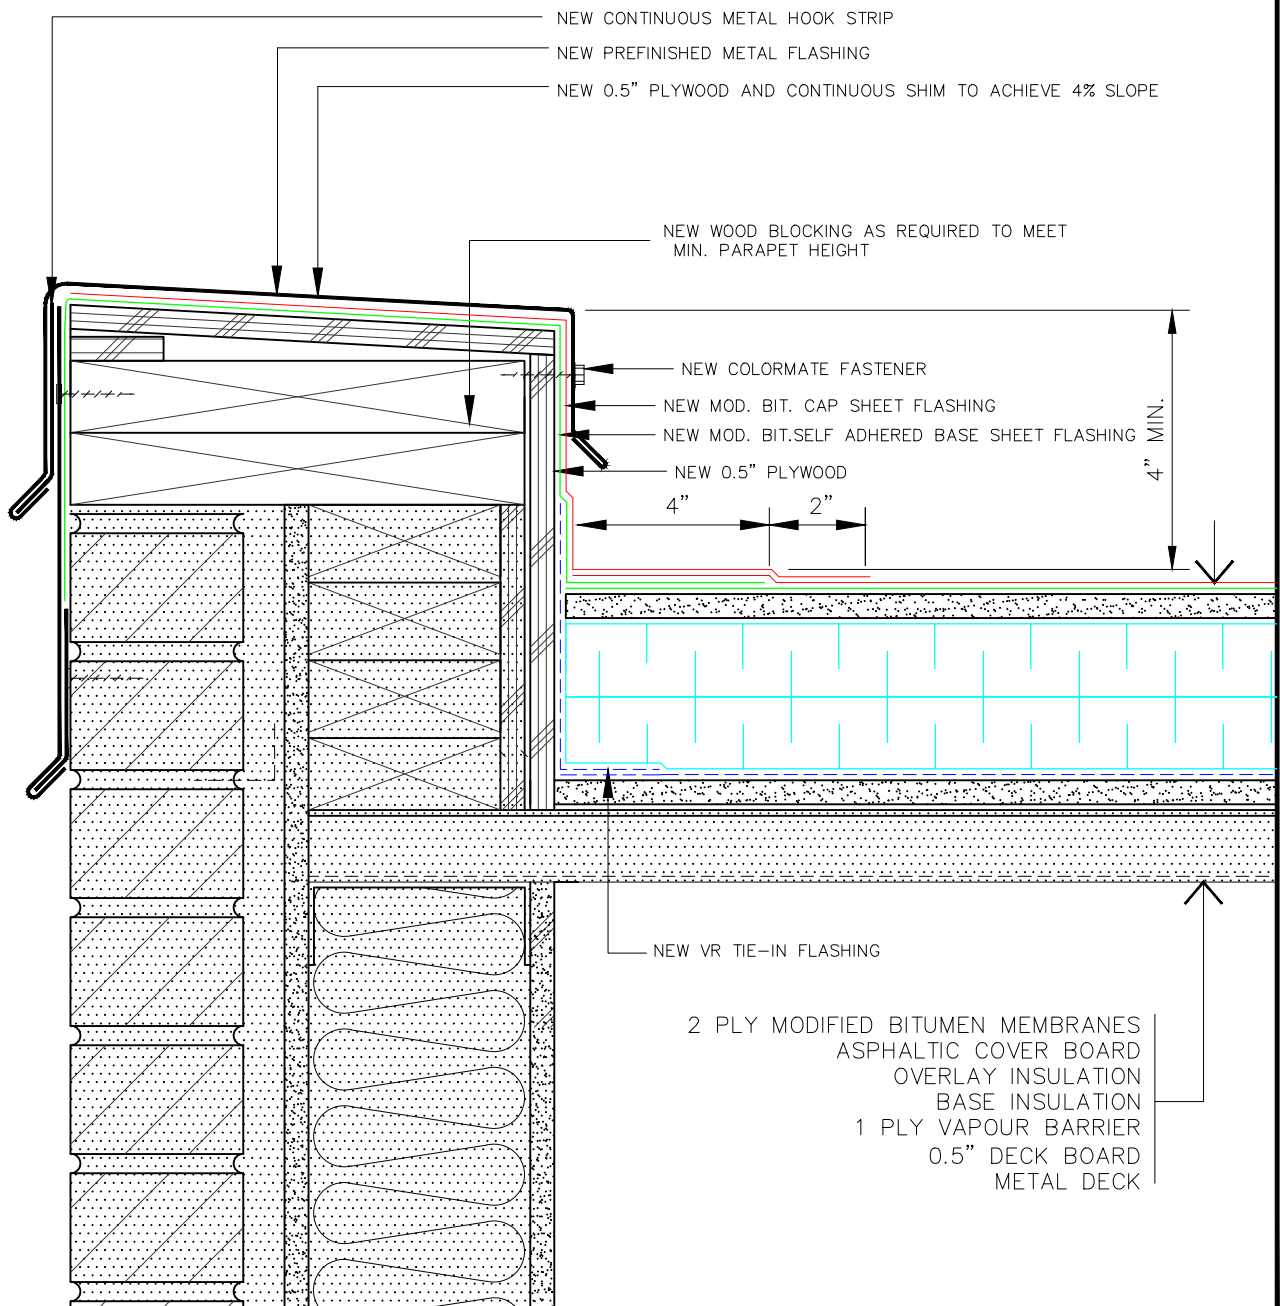 NEW CONTINUOUS METAL HOOK STRIP
NEW PREFINISHED METAL FLASHING
NEW 0.5" PLYWOOD AND CONTINUOUS SHIM TO ACHIEVE 4% SLOPE
NEW WOOD BLOCKING AS REQUIRED TO MEET
MIN. PARAPET HEIGHT
NEW COLORMATE FASTENER
NEW MOD. BIT. CAP SHEET FLASHING
NEW MOD. BIT.SELF ADHERED BASE SHEET FLASHING
NEW 0.5" PLYWOOD
4" MIN.
4"
2"
NEW VR TIE-IN FLASHING
2 PLY MODIFIED BITUMEN MEMBRANES
ASPHALTIC COVER BOARD
OVERLAY INSULATION
BASE INSULATION
1 PLY VAPOUR BARRIER
0.5" DECK BOARD
METAL DECK